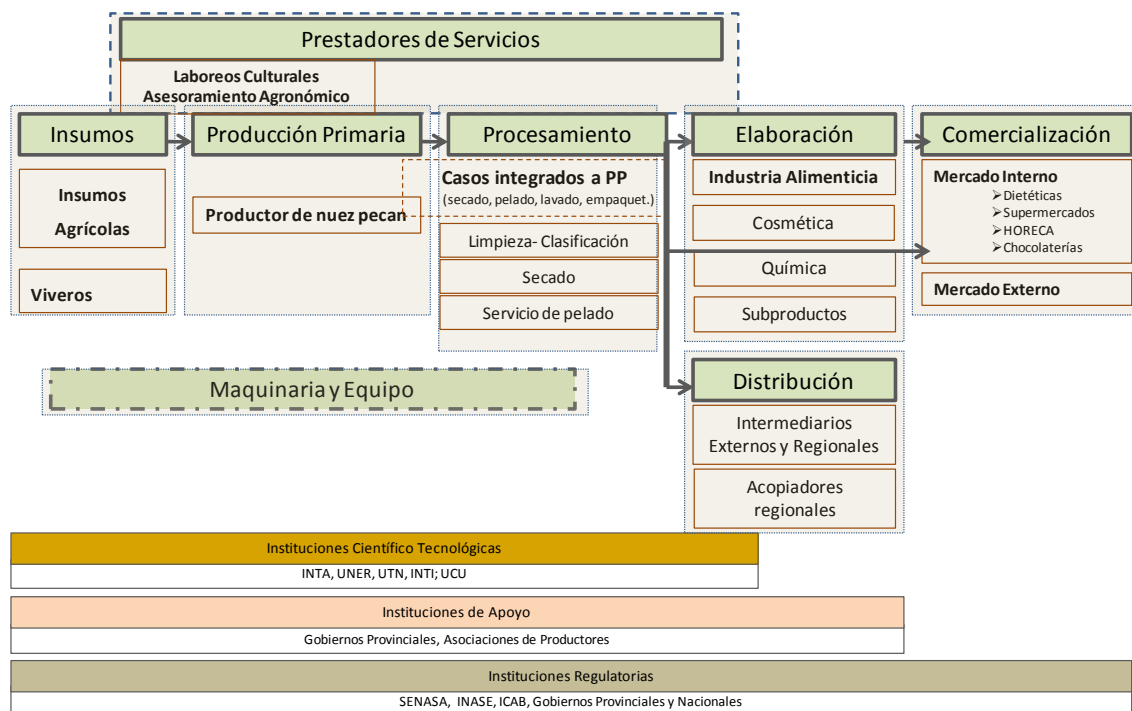 Prestadores de Servicios
Laboreos Culturales
Asesoramiento Agronómico
Insumos
Insumos
Agrícolas
Viveros
Producción Primaria
Productor de nuez pecan
Procesamiento
Casos integrados a PP
(secado, pelado, lavado, empaquet.)
Limpieza- Clasificación
Secado
Servicio de pelado
Elaboración
Industria Alimenticia
Cosmética
Química
Subproductos
Comercialización
Mercado Interno
➢Dietéticas
➢Supermercados
➢HORECA
➢Chocolaterías
Mercado Externo
Maquinaria y Equipo
Distribución
Intermediarios
Externos y Regionales
Acopiadores
regionales
Instituciones Científico Tecnológicas
INTA, UNER, UTN, INTI; UCU
Instituciones de Apoyo
Gobiernos Provinciales, Asociaciones de Productores
Instituciones Regulatorias
SENASA, INASE, ICAB, Gobiernos Provinciales y Nacionales